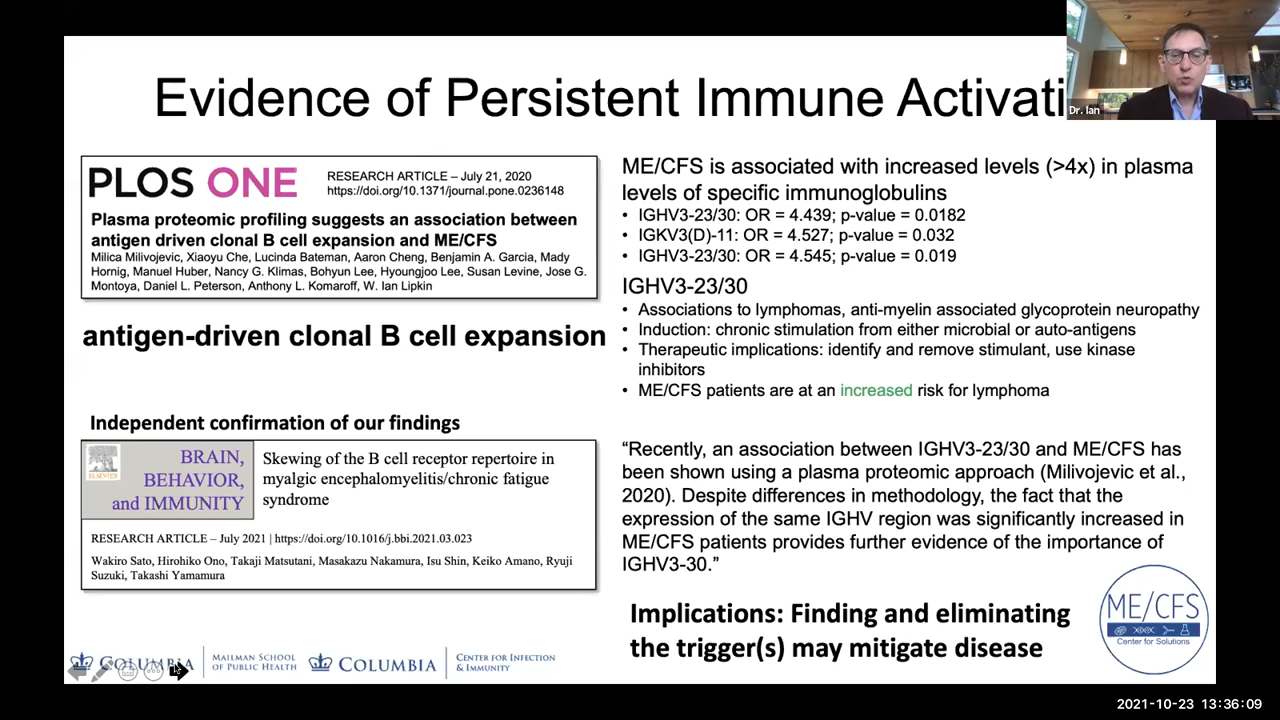 Evidence of Persistent Immune Activati
Dr. Ian
PLOS ONE
RESEARCH ARTICLE – July 21, 2020
https://doi.org/10.1371/journal.pone.0236148
Plasma proteomic profiling suggests an association between
antigen driven clonal B cell expansion and ME/CFS
Milica Milivojevic, Xiaoyu Che, Lucinda Bateman, Aaron Cheng, Benjamin A. Garcia, Mady
Hornig, Manuel Huber, Nancy G. Klimas, Bohyun Lee, Hyoungjoo Lee, Susan Levine, Jose G.
Montoya, Daniel L. Peterson, Anthony L. Komaroff, W. Ian Lipkin
antigen-driven clonal B cell expansion
Independent confirmation of our findings
ELSEVIER
BRAIN,
BEHAVIOR,
and IMMUNITY
Skewing of the B cell receptor repertoire in
myalgic encephalomyelitis/chronic fatigue
syndrome
RESEARCH ARTICLE – July 2021 | https://doi.org/10.1016/j.bbi.2021.03.023
Wakiro Sato, Hirohiko Ono, Takaji Matsutani, Masakazu Nakamura, Isu Shin, Keiko Amano, Ryuji
Suzuki, Takashi Yamamura
ME/CFS is associated with increased levels (>4x) in plasma
levels of specific immunoglobulins
• IGHV3-23/30: OR = 4.439; p-value = 0.0182
• IGKV3(D)-11: OR = 4.527; p-value = 0.032
• IGHV3-23/30: OR = 4.545; p-value = 0.019
IGHV3-23/30
• Associations to lymphomas, anti-myelin associated glycoprotein neuropathy
• Induction: chronic stimulation from either microbial or auto-antigens
• Therapeutic implications: identify and remove stimulant, use kinase
inhibitors
• ME/CFS patients are at an increased risk for lymphoma
“Recently, an association between IGHV3-23/30 and ME/CFS has
been shown using a plasma proteomic approach (Milivojevic et al.,
2020). Despite differences in methodology, the fact that the
expression of the same IGHV region was significantly increased in
ME/CFS patients provides further evidence of the importance of
IGHV3-30.”
Implications: Finding and eliminating
the trigger(s) may mitigate disease
ME/CFS
Center for Solutions
COLUMBIA
MAILMAN SCHOOL
OF PUBLIC HEALTH
COLUMBIA
CENTER FOR INFECTION
& IMMUNITY
2021-10-23 13:36:09